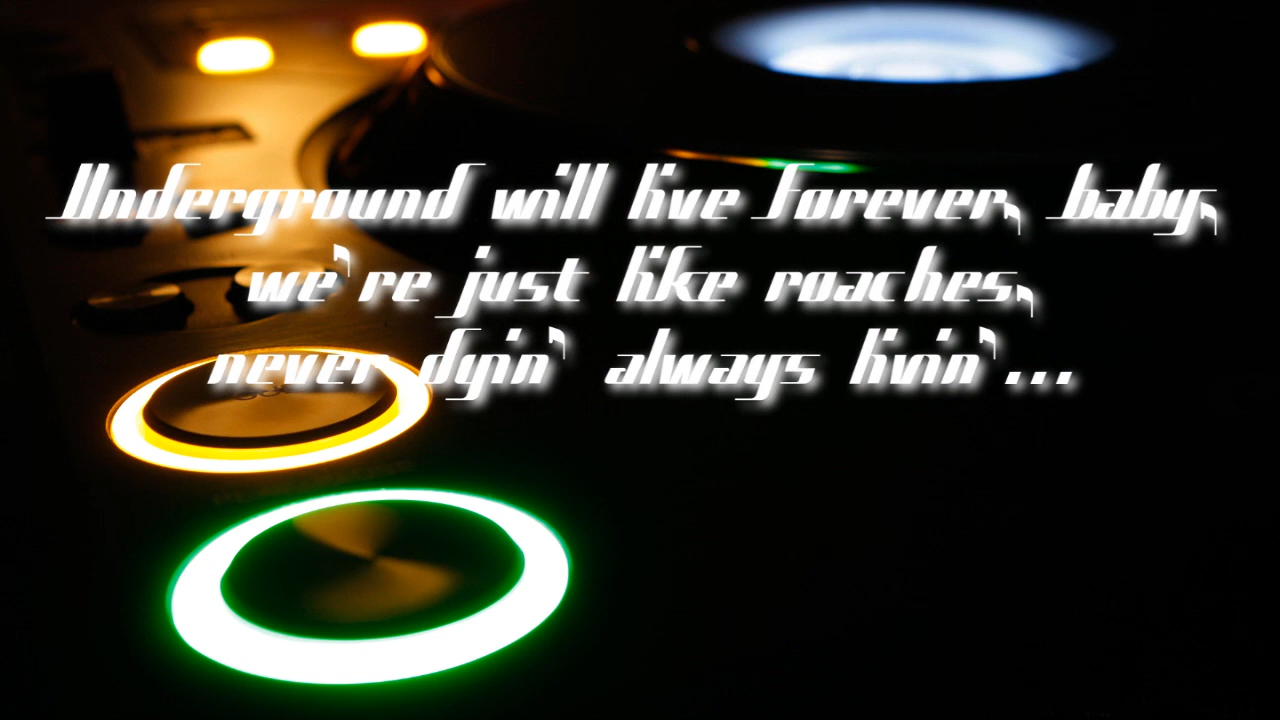 Underground will live forever, baby,
we're just like roaches,
never dyin' always livin'...